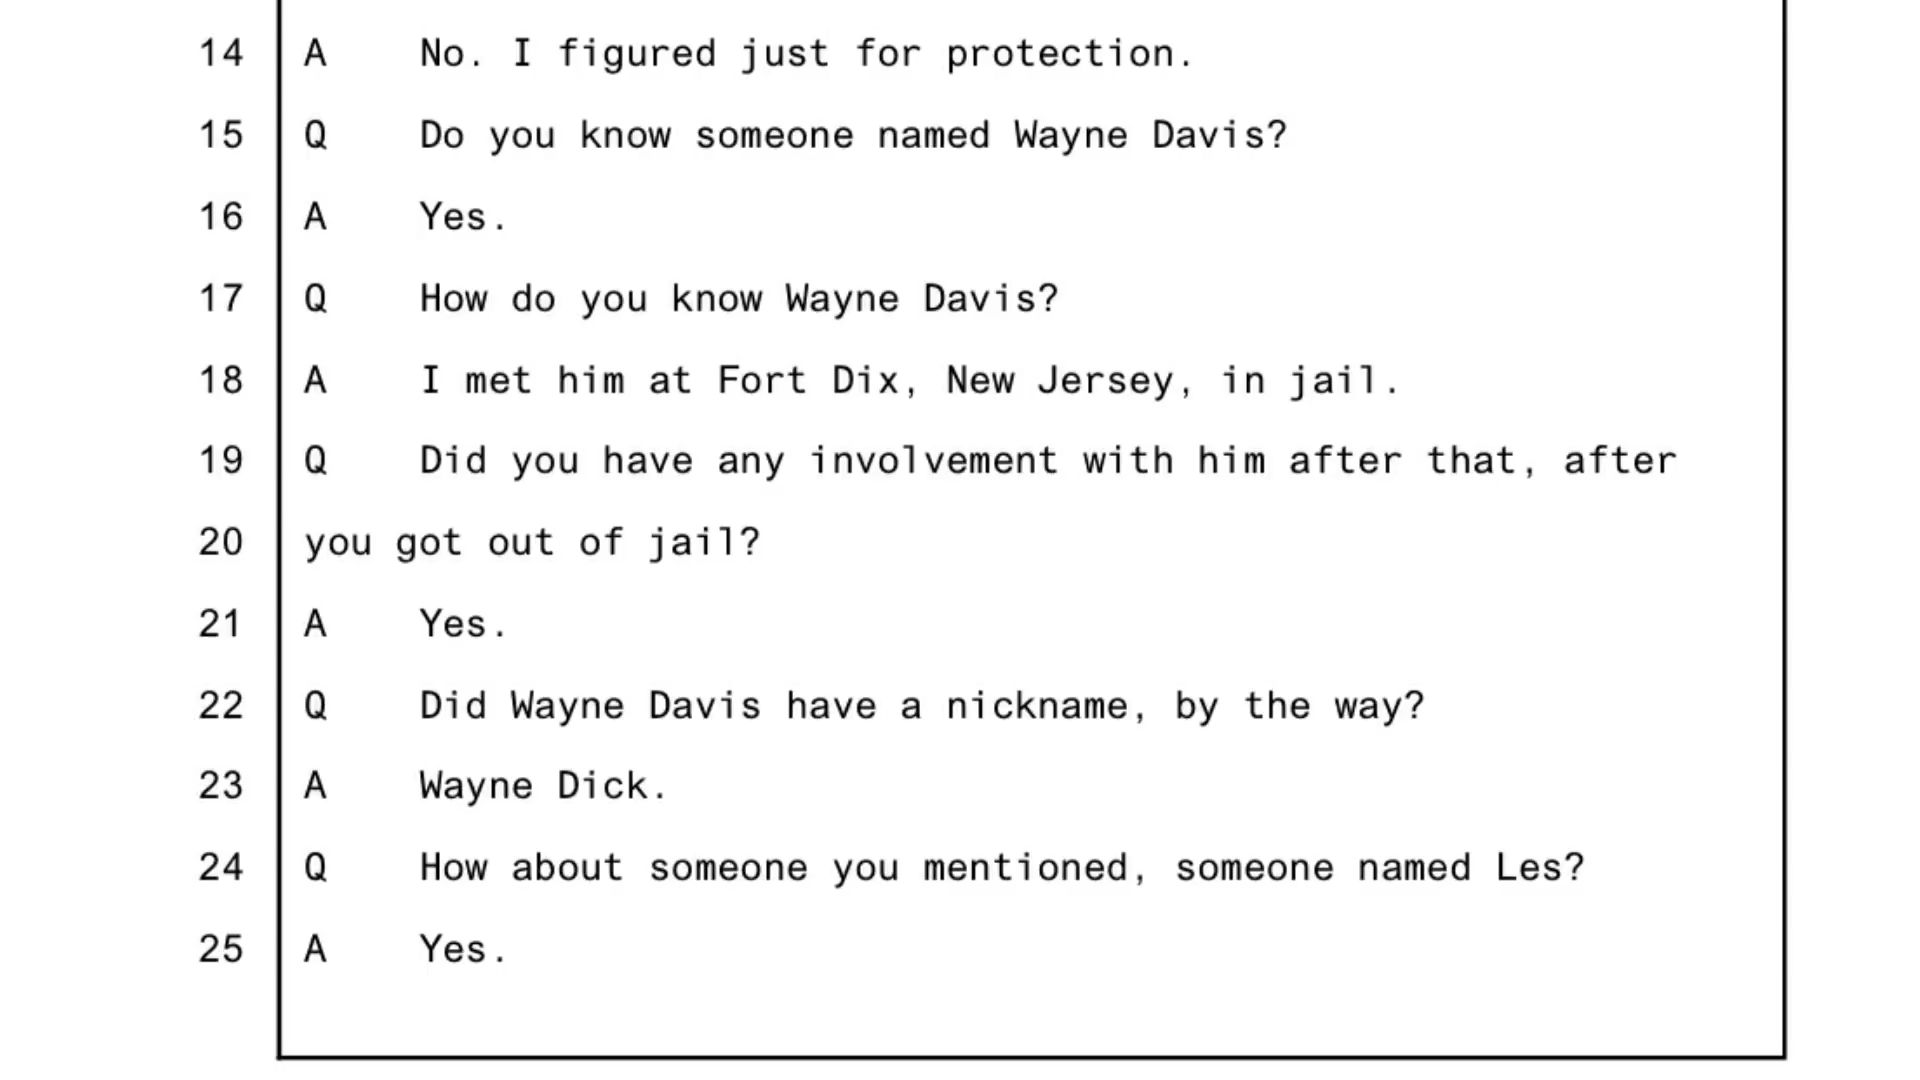 14 A No. I figured just for protection.
15 Q Do you know someone named Wayne Davis?
16 A Yes.
17 Q How do you know Wayne Davis?
18 A I met him at Fort Dix, New Jersey, in jail.
19 Q Did you have any involvement with him after that, after
20 you got out of jail?
21 A Yes.
22 Q Did Wayne Davis have a nickname, by the way?
23 A Wayne Dick.
24 Q How about someone you mentioned, someone named Les?
25 A Yes.